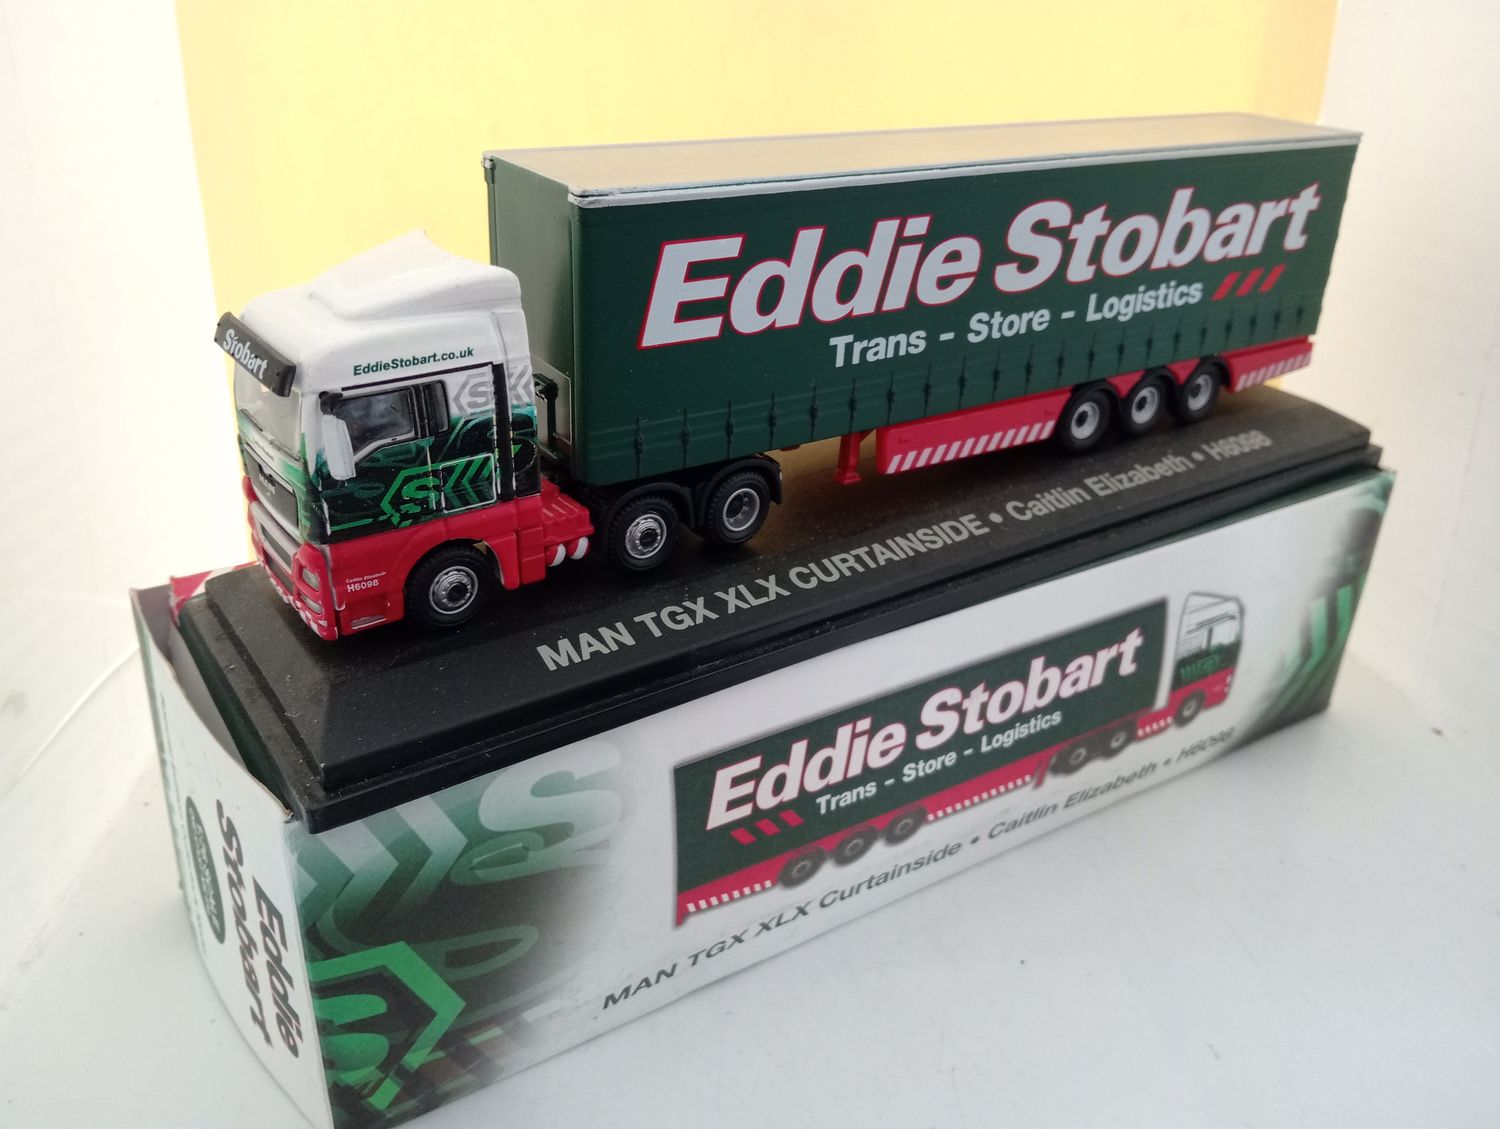 Eddie Stobart
Trans - Store - Logistics
Stobart
EddieStobart.co.uk
S
S
Caitlin Elizabeth
H6098
MAN TGX XLX CURTAINSIDE • Caitlin Elizabeth • H6098
Eddie Stobart
Trans - Store - Logistics
MAN TGX XLX Curtainside • Caitlin Elizabeth • H6098
Eddie
Stobart
S
S